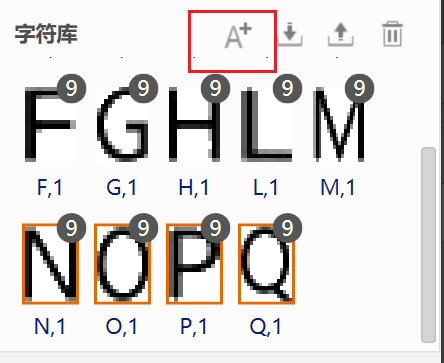 字符库 A+
9 9 9 9 9
F G H L M
F,1 G,1 H,1 L,1 M,1
9 9 9 9
N O P Q
N,1 O,1 P,1 Q,1